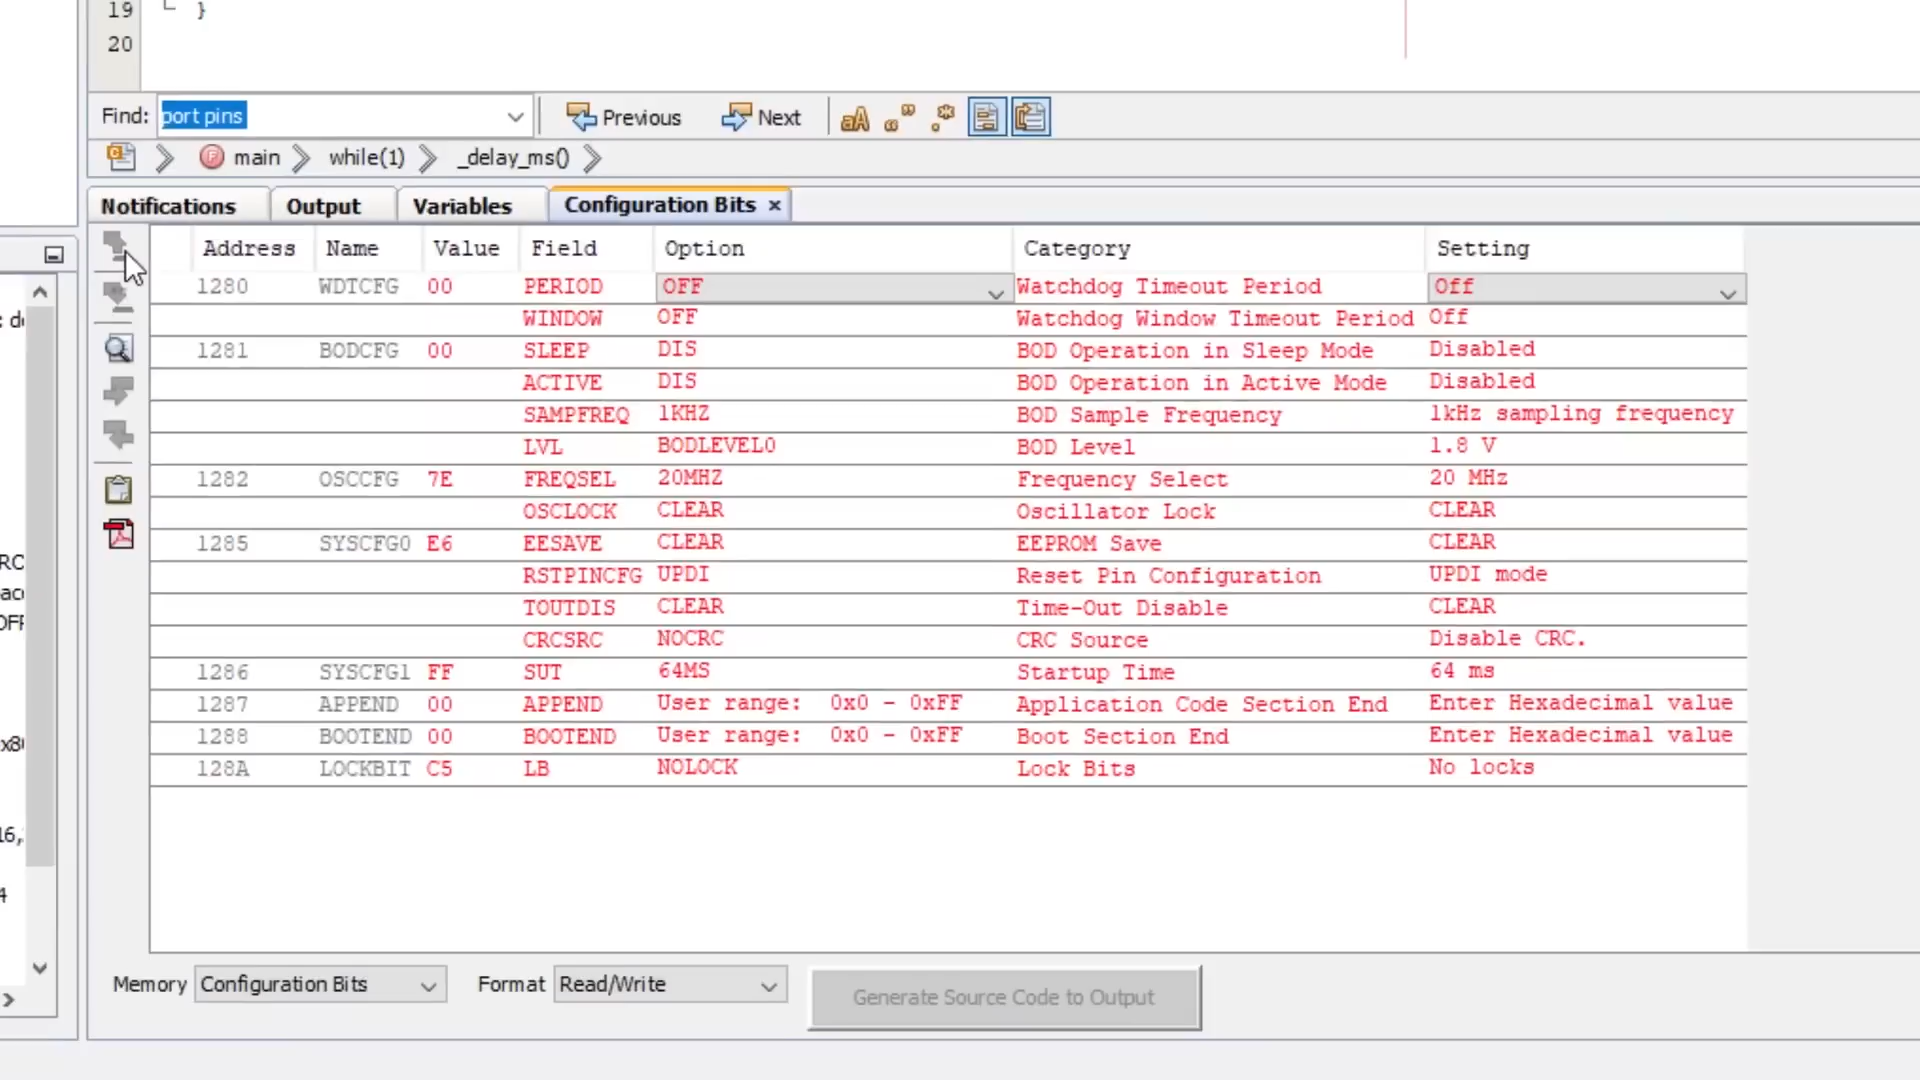 19 }
20
Find: port pins Previous Next
main while(1) _delay_ms()
Notifications Output Variables Configuration Bits ×
Address Name Value Field Option Category Setting
1280 WDTCFG 00 PERIOD OFF Watchdog Timeout Period Off
WINDOW OFF Watchdog Window Timeout Period Off
1281 BODCFG 00 SLEEP DIS BOD Operation in Sleep Mode Disabled
ACTIVE DIS BOD Operation in Active Mode Disabled
SAMPFREQ 1KHZ BOD Sample Frequency 1kHz sampling frequency
LVL BODLEVEL0 BOD Level 1.8 V
1282 OSCCFG 7E FREQSEL 20MHZ Frequency Select 20 MHz
OSCLOCK CLEAR Oscillator Lock CLEAR
1285 SYSCFG0 E6 EESAVE CLEAR EEPROM Save CLEAR
RSTPINCFG UPDI Reset Pin Configuration UPDI mode
TOUTDIS CLEAR Time-Out Disable CLEAR
CRCSRC NOCRC CRC Source Disable CRC.
1286 SYSCFG1 FF SUT 64MS Startup Time 64 ms
1287 APPEND 00 APPEND User range: 0x0 - 0xFF Application Code Section End Enter Hexadecimal value
1288 BOOTEND 00 BOOTEND User range: 0x0 - 0xFF Boot Section End Enter Hexadecimal value
128A LOCKBIT C5 LB NOLOCK Lock Bits No locks
Memory Configuration Bits Format Read/Write Generate Source Code to Output